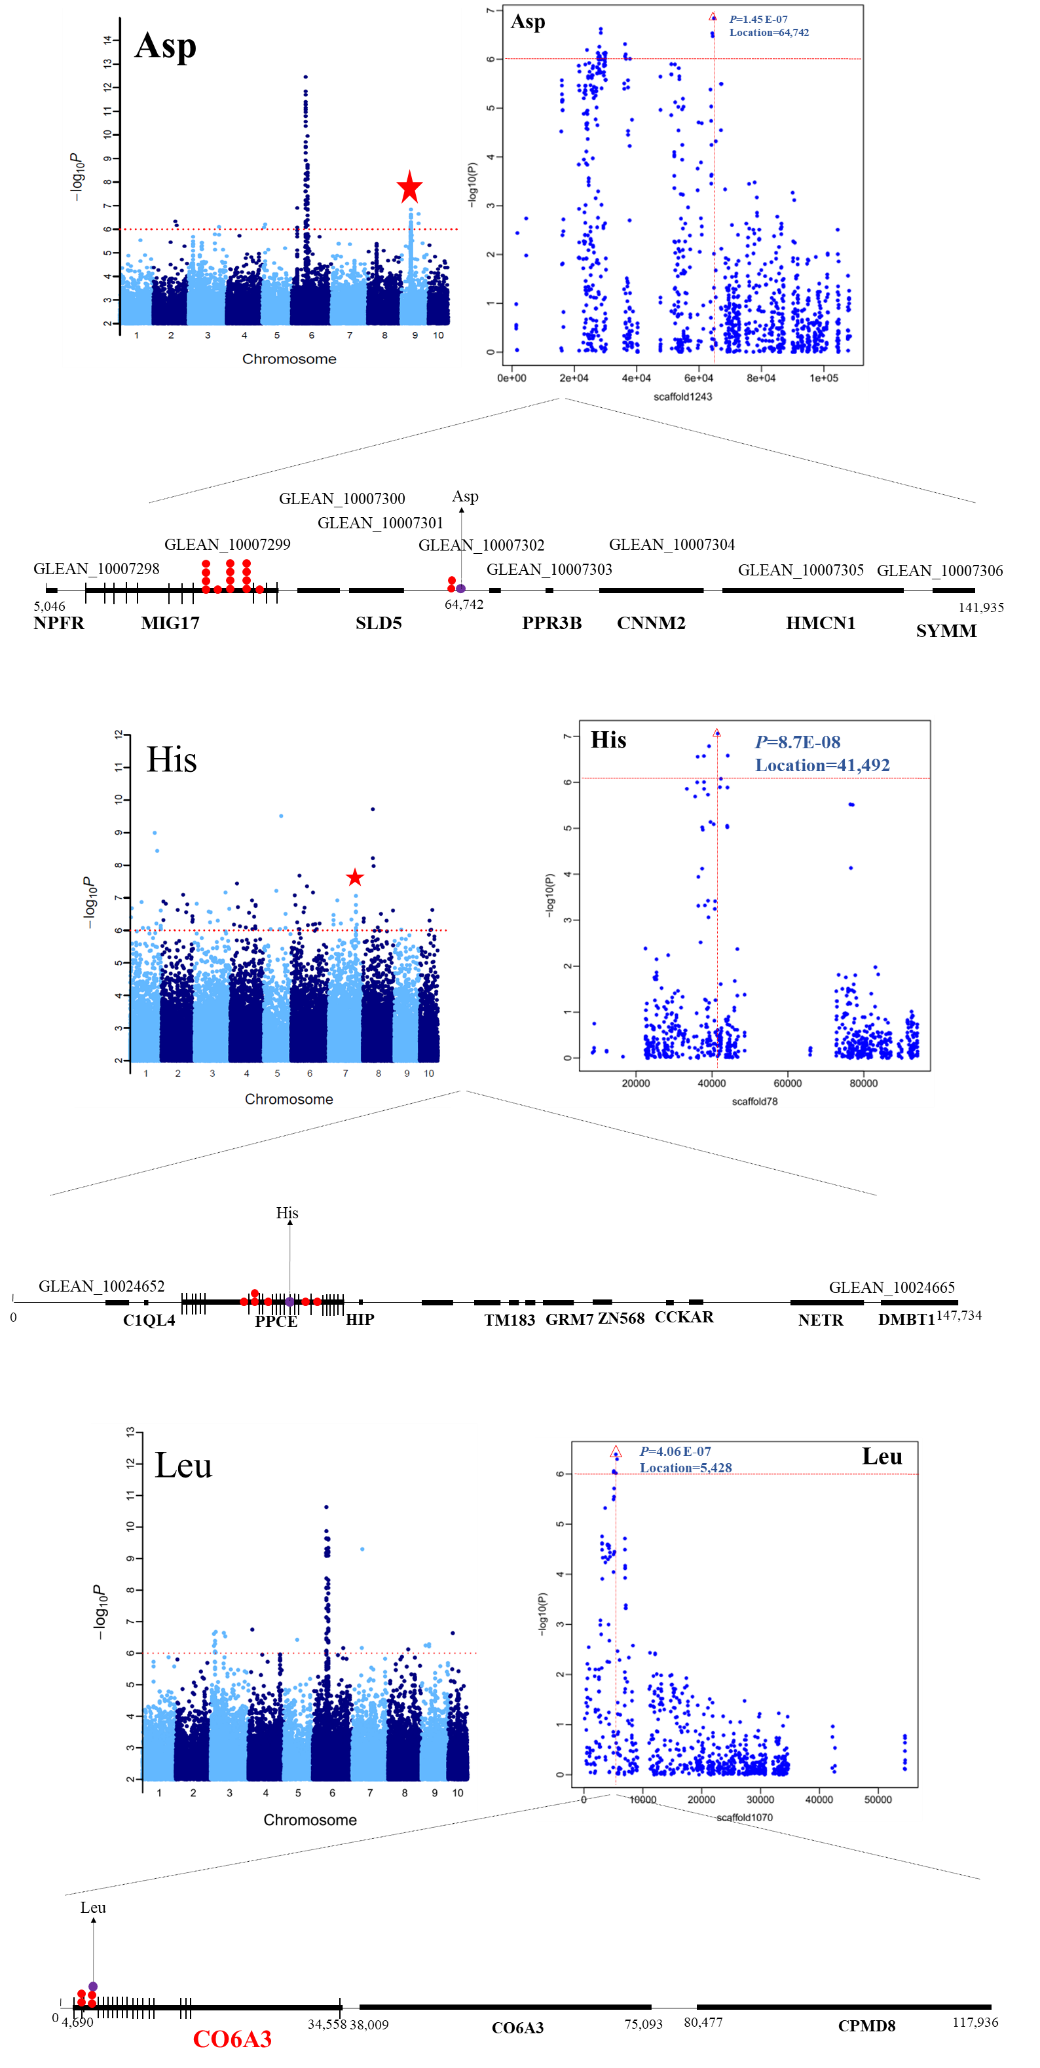 Asp
−log10P
14
13
12
11
10
9
8
7
6
5
4
3
2
1 2 3 4 5 6 7 8 9 10
Chromosome
Asp
P=1.45E-07
Location=64,742
−log10(P)
7
6
5
4
3
2
1
0
0e+00 2e+04 4e+04 6e+04 8e+04 1e+05
scaffold1243
GLEAN_10007300 Asp
GLEAN_10007301
GLEAN_10007299 GLEAN_10007302 GLEAN_10007304
GLEAN_10007298 GLEAN_10007303 GLEAN_10007305 GLEAN_10007306
5,046 64,742 141,935
NPFR MIG17 SLD5 PPR3B CNNM2 HMCN1 SYMM
His
−log10P
12
11
10
9
8
7
6
5
4
3
2
1 2 3 4 5 6 7 8 9 10
Chromosome
His
P=8.7E-08
Location=41,492
−log10(P)
7
6
5
4
3
2
1
0
20000 40000 60000 80000
scaffold78
His
GLEAN_10024652 GLEAN_10024665
0 C1QL4 PPCE HIP TM183 GRM7 ZN568 CCKAR NETR DMBT1 147,734
Leu
−log10P
13
12
11
10
9
8
7
6
5
4
3
2
1 2 3 4 5 6 7 8 9 10
Chromosome
P=4.06E-07
Location=5,428
Leu
−log10(P)
6
5
4
3
2
1
0
0 10000 20000 30000 40000 50000
scaffold1070
Leu
0 4,690 34,558 38,009 75,093 80,477 117,936
CO6A3 CO6A3 CPMD8